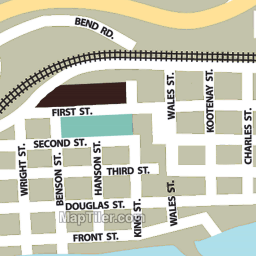 BEND RD.
FIRST ST.
WALES ST.
KOOTENAY ST.
CHARLES ST.
SECOND ST.
WRIGHT ST.
BENSON ST.
HANSON ST.
THIRD ST.
DOUGLAS ST.
KING ST.
WALES ST.
MapTiler.com
FRONT ST.